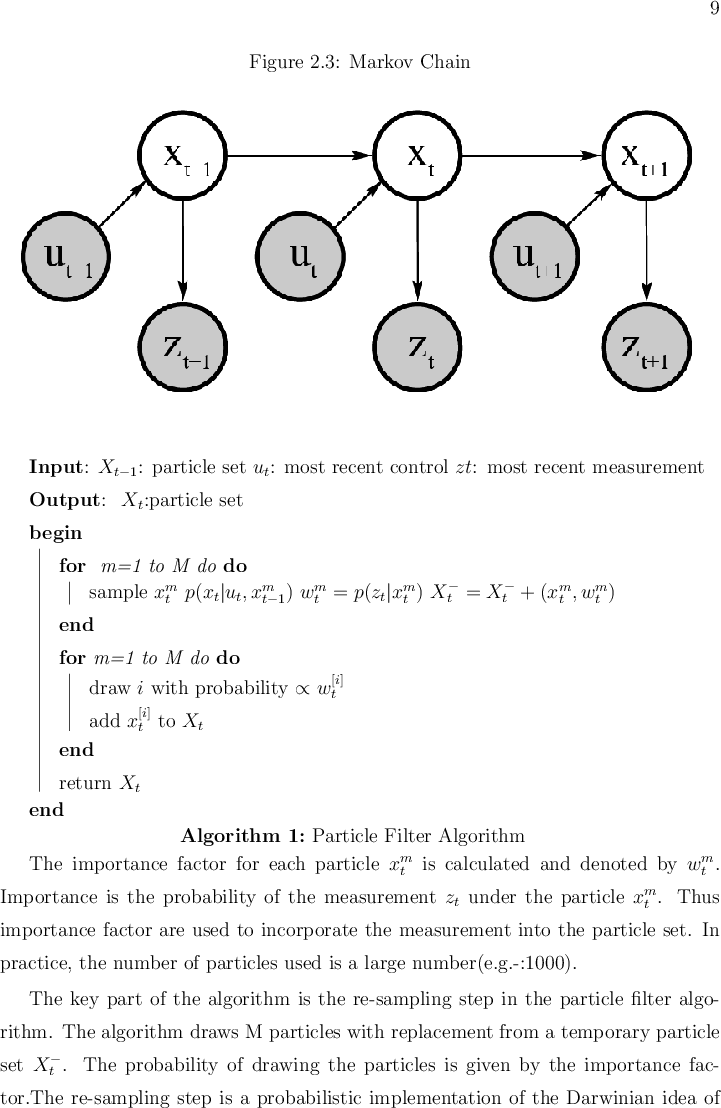 9
Figure 2.3: Markov Chain
x_{t−1} x_t x_{t+1}
u_{t−1} u_t u_{t+1}
z_{t−1} z_t z_{t+1}
Input: X_{t−1}: particle set u_t: most recent control zt: most recent measurement
Output: X_t:particle set
begin
for m=1 to M do do
sample x_t^m p(x_t|u_t, x_{t−1}^m) w_t^m = p(z_t|x_t^m) X_t^− = X_t^− + (x_t^m, w_t^m)
end
for m=1 to M do do
draw i with probability ∝ w_t^{[i]}
add x_t^{[i]} to X_t
end
return X_t
end
Algorithm 1: Particle Filter Algorithm
The importance factor for each particle x_t^m is calculated and denoted by w_t^m.
Importance is the probability of the measurement z_t under the particle x_t^m. Thus
importance factor are used to incorporate the measurement into the particle set. In
practice, the number of particles used is a large number(e.g.-:1000).
The key part of the algorithm is the re-sampling step in the particle filter algo-
rithm. The algorithm draws M particles with replacement from a temporary particle
set X_t^−. The probability of drawing the particles is given by the importance fac-
tor.The re-sampling step is a probabilistic implementation of the Darwinian idea of